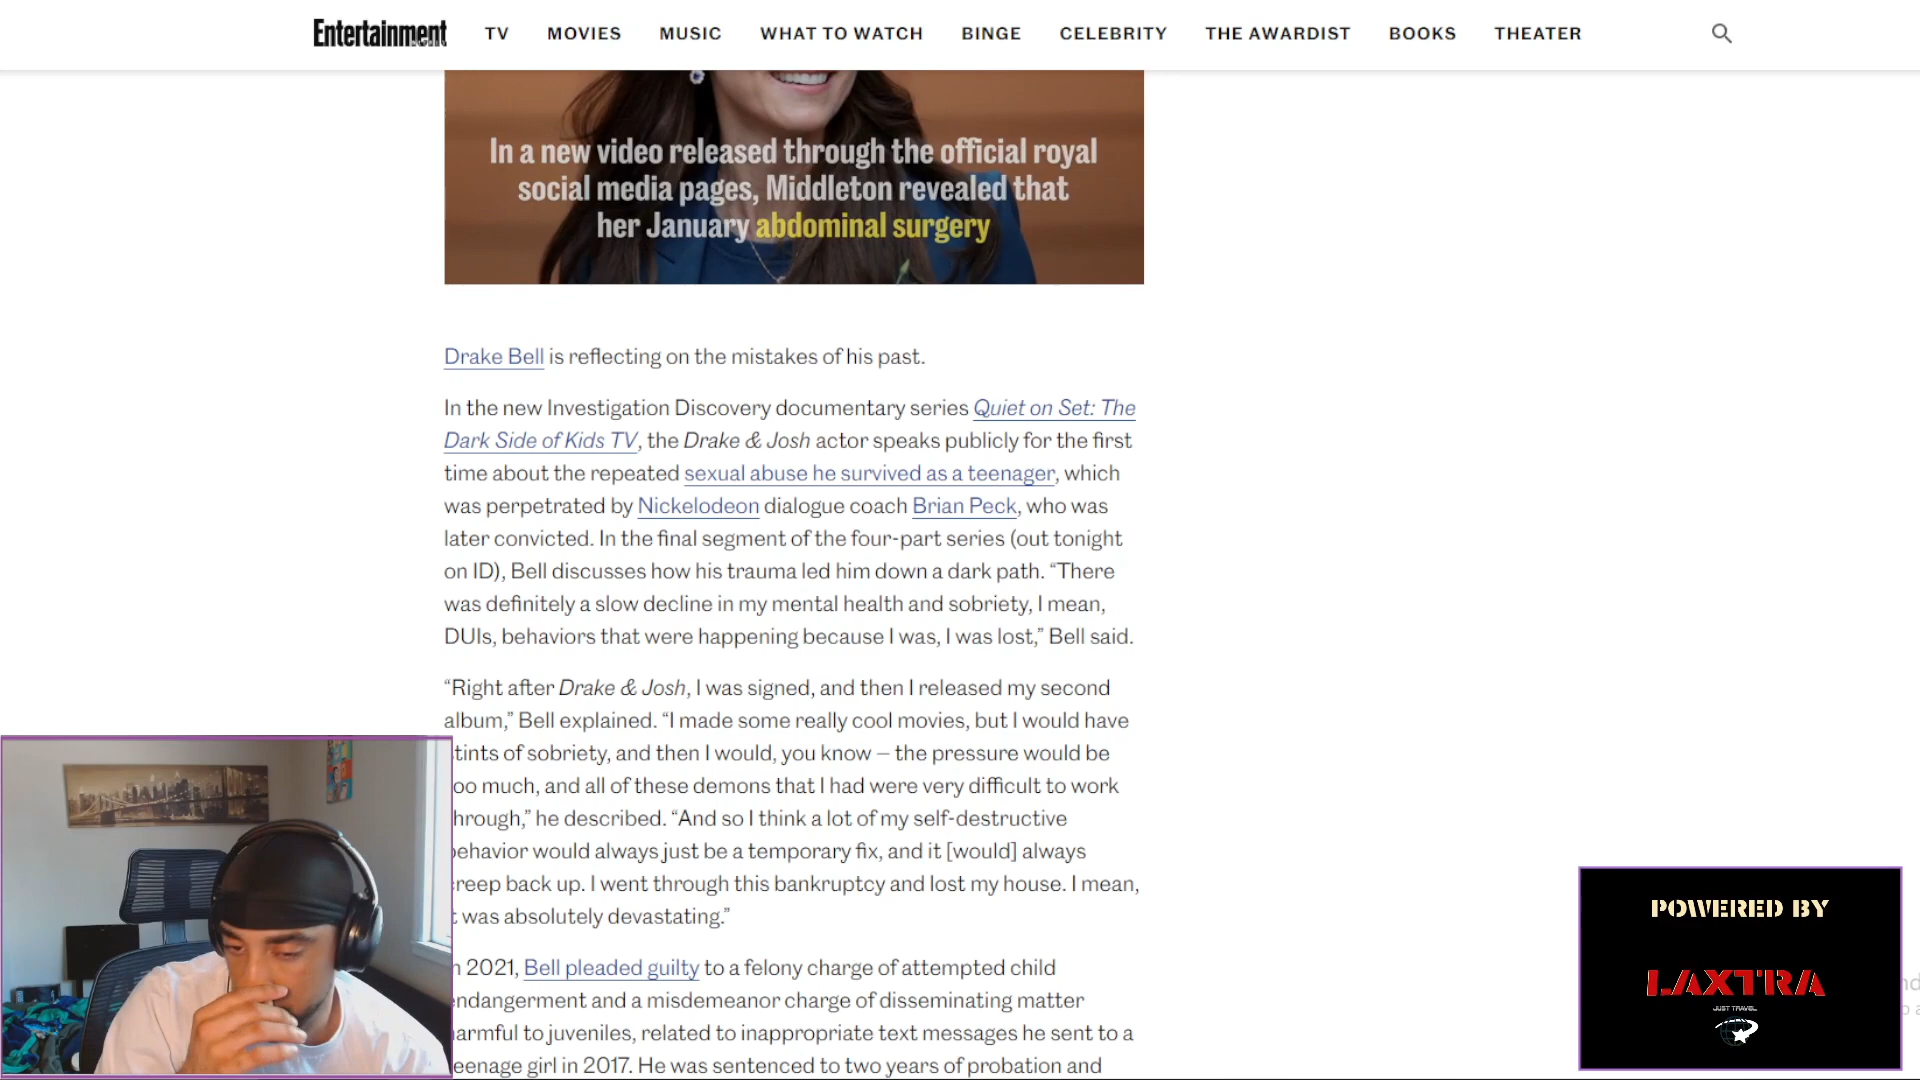 Entertainment
TV MOVIES MUSIC WHAT TO WATCH BINGE CELEBRITY THE AWARDIST BOOKS THEATER
In a new video released through the official royal
social media pages, Middleton revealed that
her January abdominal surgery
Drake Bell is reflecting on the mistakes of his past.
In the new Investigation Discovery documentary series Quiet on Set: The
Dark Side of Kids TV, the Drake & Josh actor speaks publicly for the first
time about the repeated sexual abuse he survived as a teenager, which
was perpetrated by Nickelodeon dialogue coach Brian Peck, who was
later convicted. In the final segment of the four-part series (out tonight
on ID), Bell discusses how his trauma led him down a dark path. “There
was definitely a slow decline in my mental health and sobriety, I mean,
DUIs, behaviors that were happening because I was, I was lost,” Bell said.
“Right after Drake & Josh, I was signed, and then I released my second
album,” Bell explained. “I made some really cool movies, but I would have
tints of sobriety, and then I would, you know — the pressure would be
oo much, and all of these demons that I had were very difficult to work
hrough,” he described. “And so I think a lot of my self-destructive
ehavior would always just be a temporary fix, and it [would] always
reep back up. I went through this bankruptcy and lost my house. I mean,
t was absolutely devastating.”
n 2021, Bell pleaded guilty to a felony charge of attempted child
ndangerment and a misdemeanor charge of disseminating matter
armful to juveniles, related to inappropriate text messages he sent to a
eenage girl in 2017. He was sentenced to two years of probation and
POWERED BY
LAXTRA
JUST TRAVEL